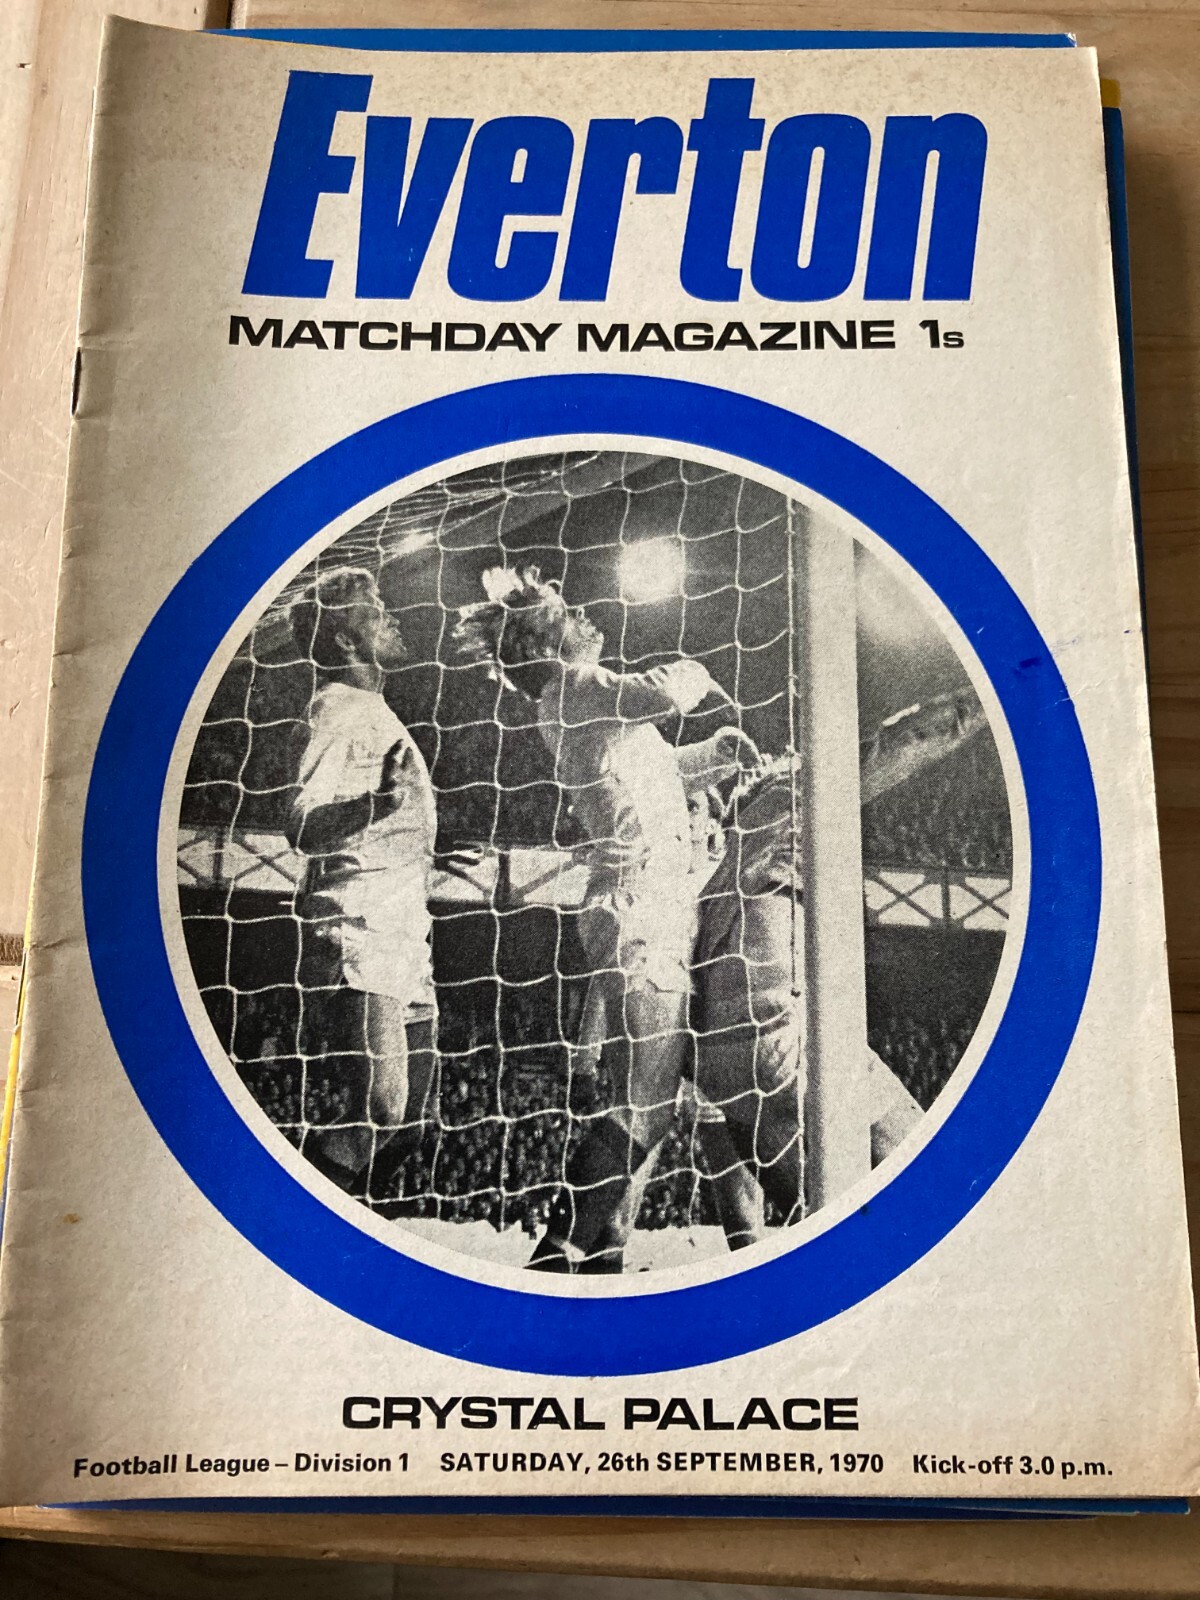 Everton
MATCHDAY MAGAZINE 1s
CRYSTAL PALACE
Football League – Division 1 SATURDAY, 26th SEPTEMBER, 1970 Kick-off 3.0 p.m.